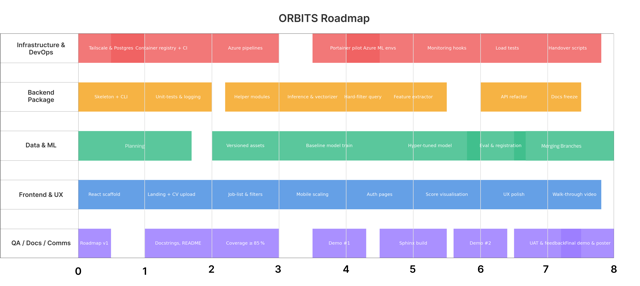 ORBITS Roadmap
Infrastructure &
DevOps
Tailscale & Postgres
Container registry + CI
Azure pipelines
Container pilot
Azure ML envs
Monitoring hooks
Load tests
Handover scripts
Backend
Package
Skeleton + CLI
Unit-tests & logging
Helper modules
Inference & vectorizer
Hard-filter query
Feature extractor
API refactor
Docs freeze
Data & ML
Planning
Versioned assets
Baseline model train
Hyper-tuned model
Eval & registration
Merging Branches
Frontend & UX
React scaffold
Landing + CV-upload
Job-list & filters
Mobile scaling
Auth pages
Score visualisation
UX polish
Walk-through video
QA / Docs / Comms
Roadmap v1
Docstrings, README
Coverage ≥ 85 %
Demo #1
Sphinx build
Demo #2
UAT & feedback
Final demo & poster
0 1 2 3 4 5 6 7 8